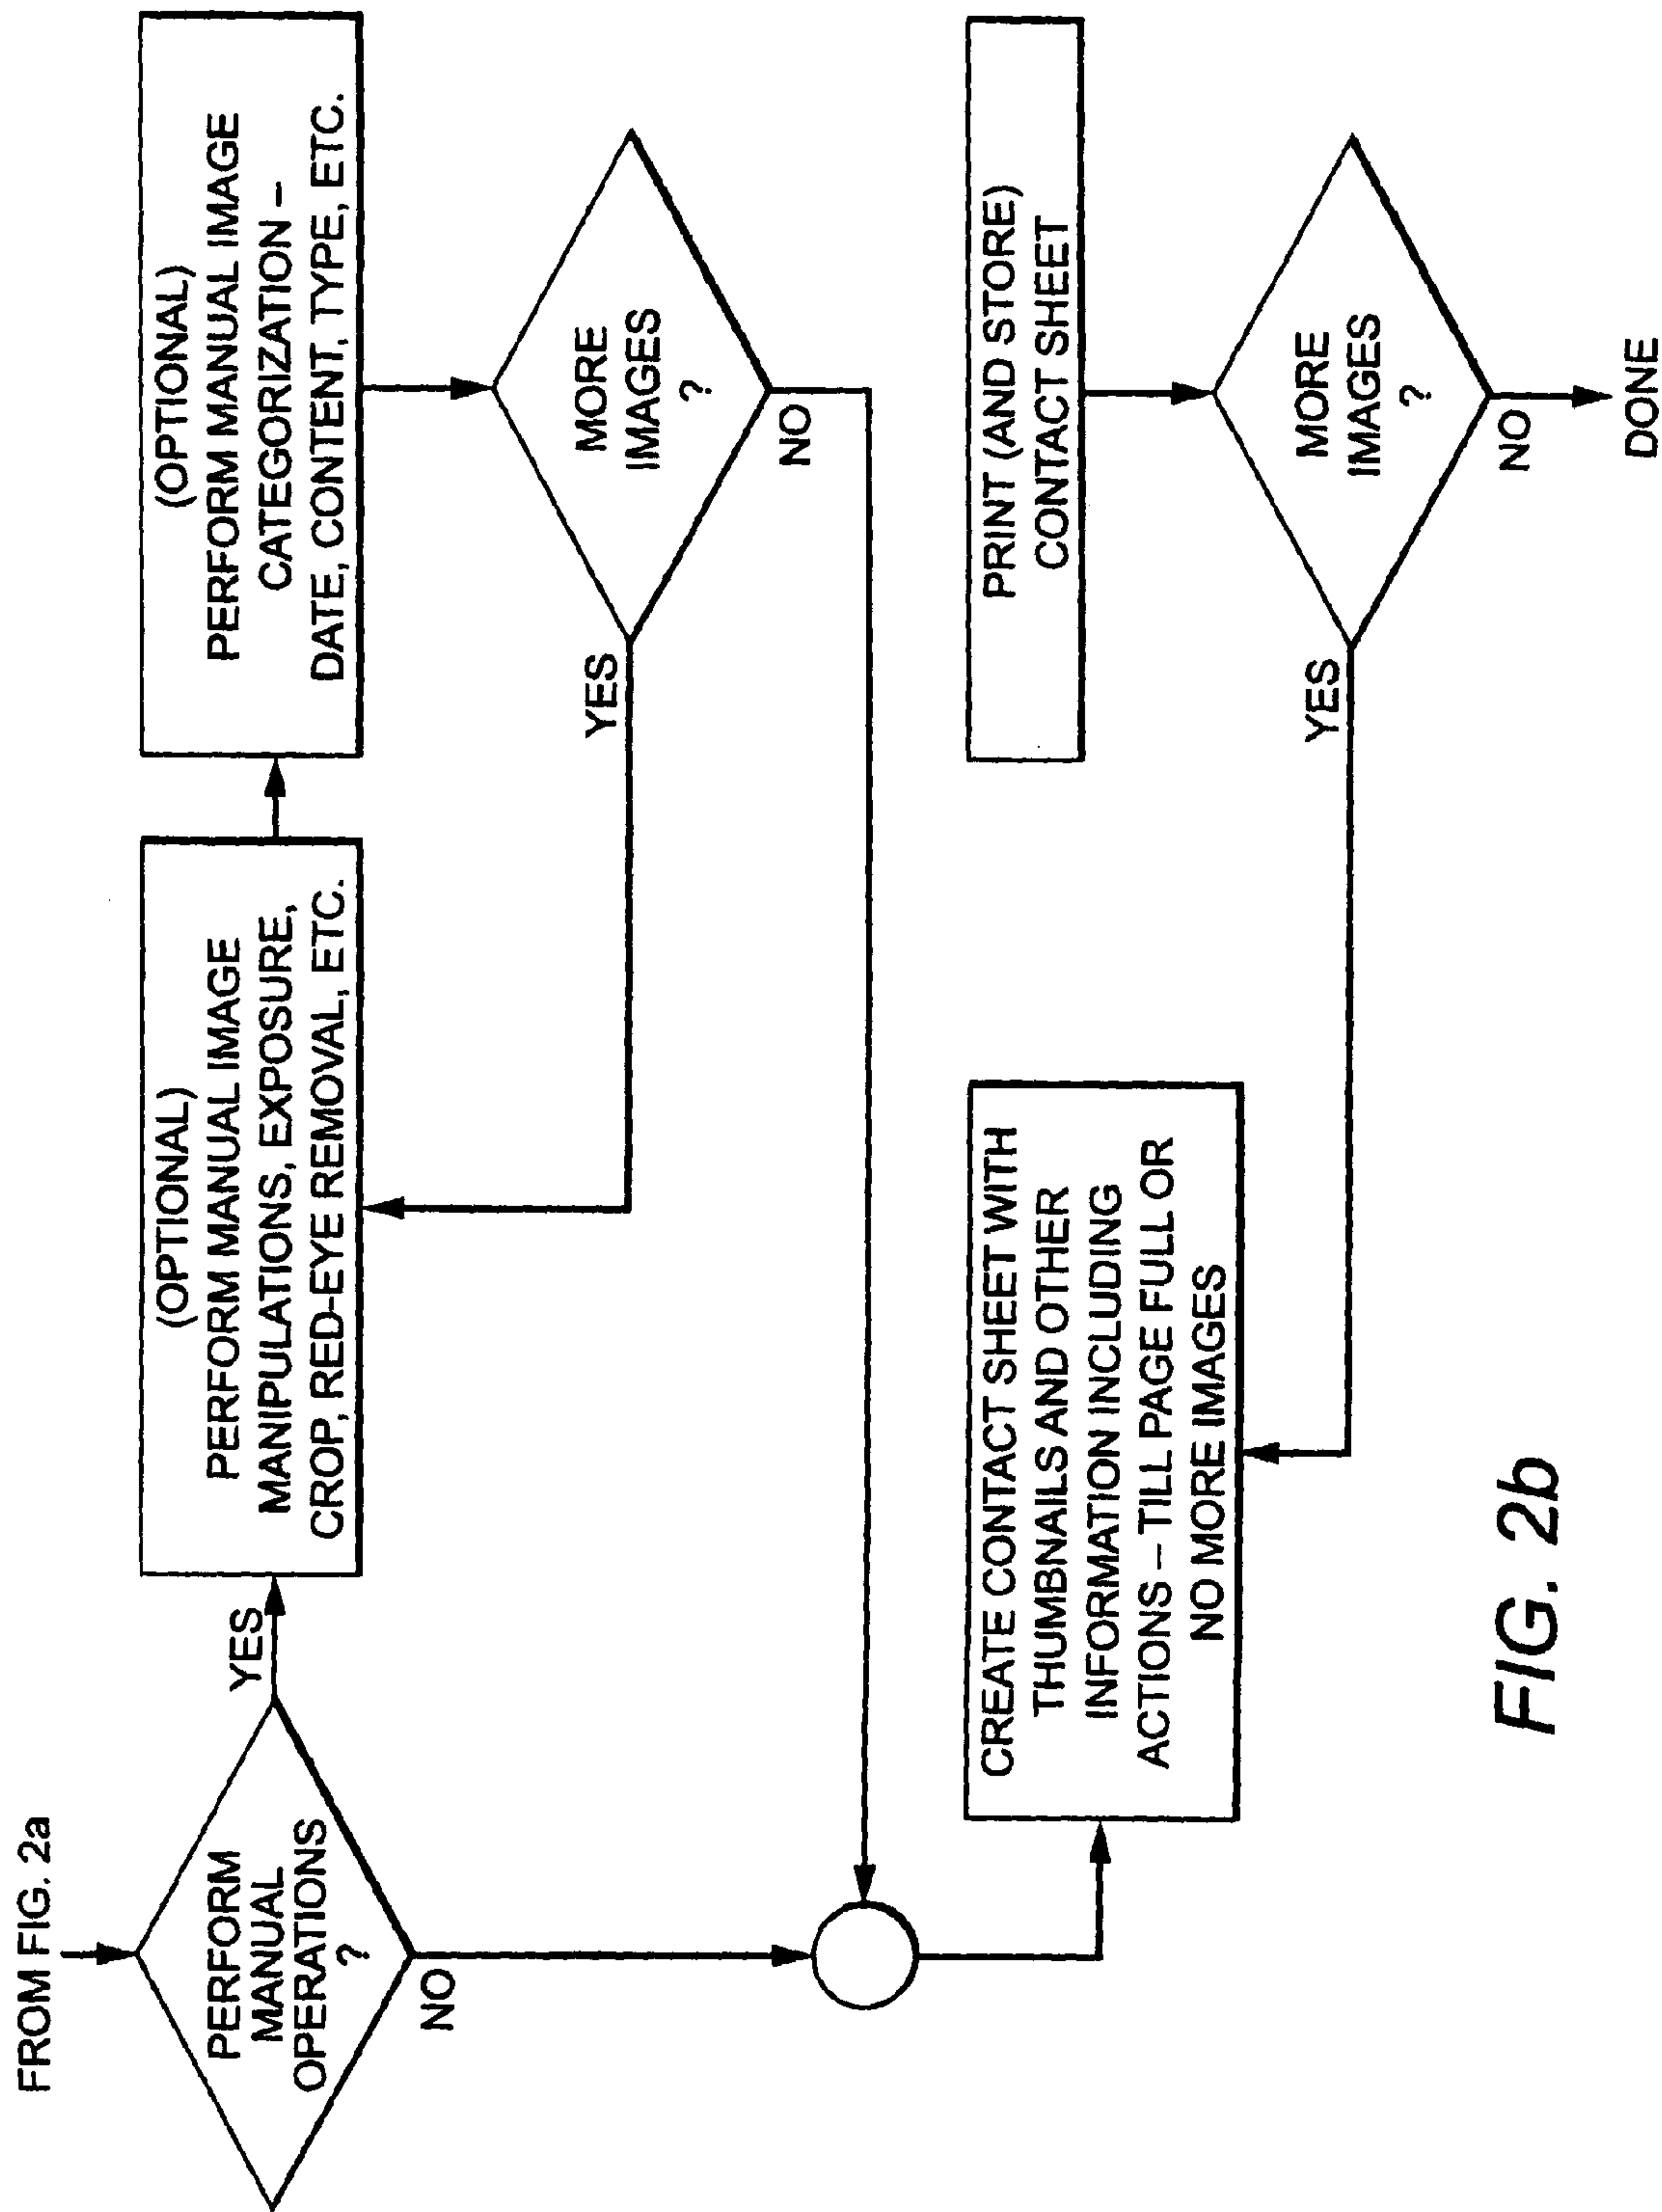 FROM FIG. 2a
PERFORM
MANUAL
OPERATIONS
?
YES
NO
(OPTIONAL)
PERFORM MANUAL IMAGE
MANIPULATIONS, EXPOSURE,
CROP, RED-EYE REMOVAL, ETC.
(OPTIONAL)
PERFORM MANUAL IMAGE
CATEGORIZATION –
DATE, CONTENT, TYPE, ETC.
MORE
IMAGES
?
YES
NO
CREATE CONTACT SHEET WITH
THUMBNAILS AND OTHER
INFORMATION INCLUDING
ACTIONS – TILL PAGE FULL OR
NO MORE IMAGES
PRINT (AND STORE)
CONTACT SHEET
MORE
IMAGES
?
YES
NO
DONE
FIG. 2b